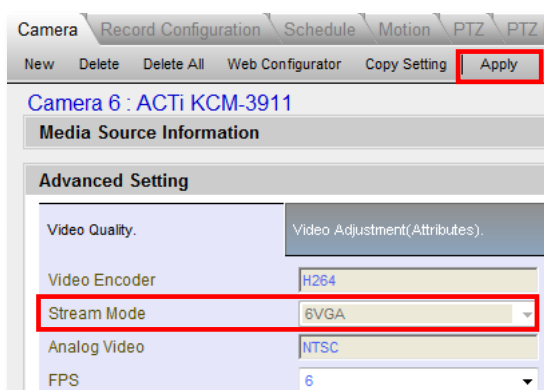 Camera Record Configuration Schedule Motion PTZ PTZ
New Delete Delete All Web Configurator Copy Setting Apply
Camera 6 : ACTi KCM-3911
Media Source Information
Advanced Setting
Video Quality. Video Adjustment(Attributes).
Video Encoder H264
Stream Mode 6VGA
Analog Video NTSC
FPS 6